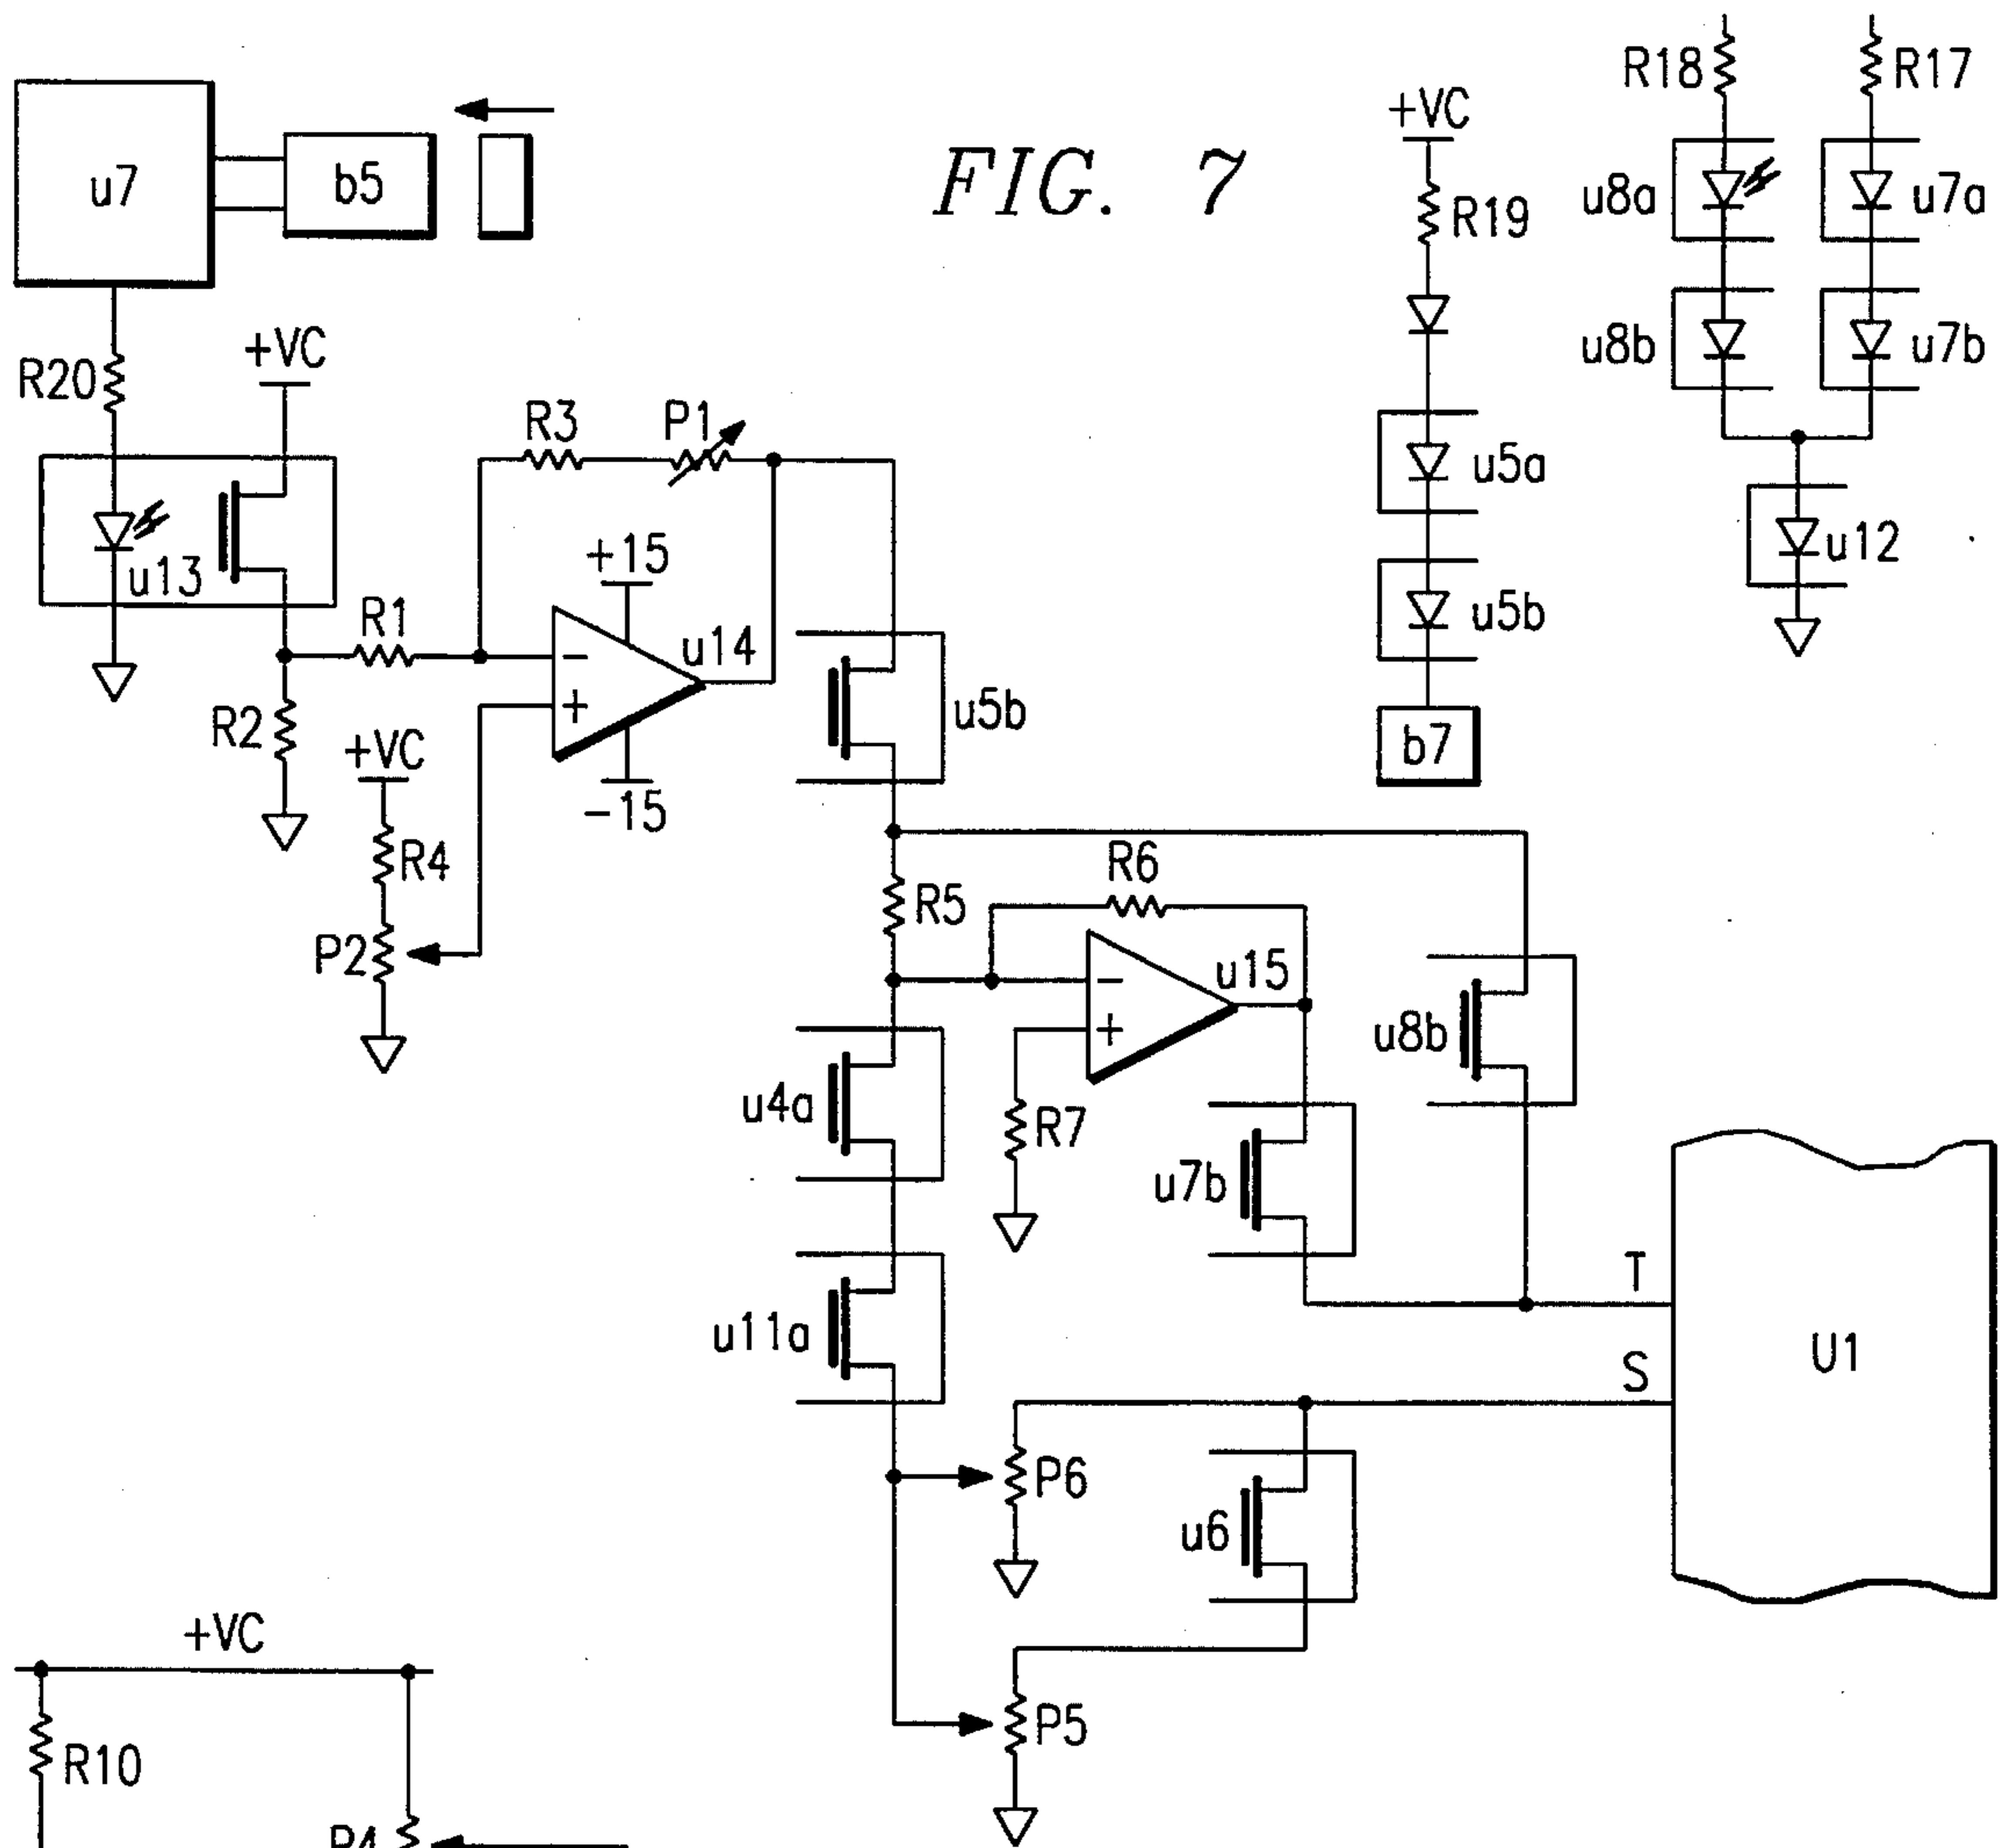 R18
R17
+VC
FIG. 7
u7
b5
R19
u8a
u7a
+VC
u8b
u7b
R20
R3
P1
u5a
u12
+15
u13
R1
u14
u5b
R2
u5b
+VC
b7
-15
R4
R6
R5
P2
u15
u8b
u4a
R7
u7b
T
u11a
U1
S
P6
u6
+VC
P5
R10
P4